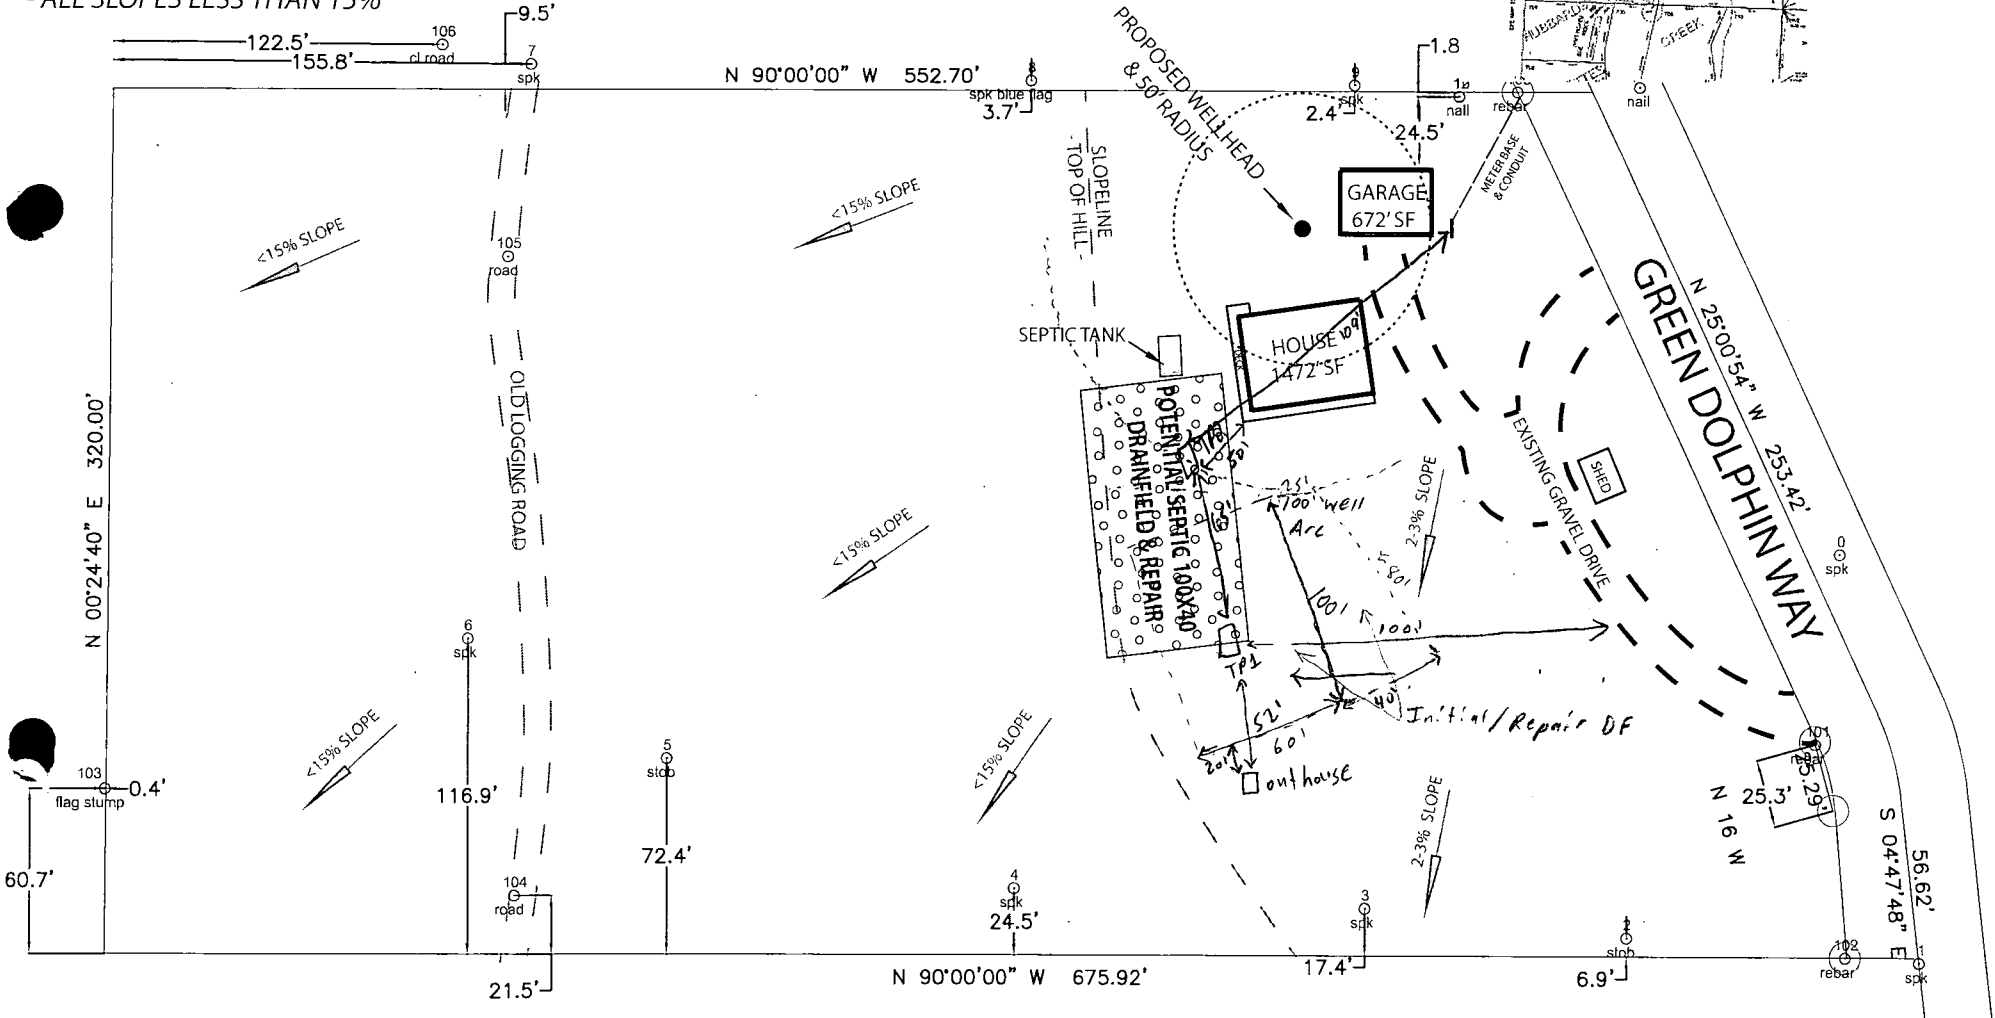 - ALL SLOPES LESS THAN 15%
9.5'
122.5'
106
cl road
155.8'
7
spk
N 90°00'00" W 552.70'
8
spk blue flag
3.7'
PROPOSED WELLHEAD
& 50' RADIUS
9
spk
2.4'
1.8
nail
24.5'
rebar
nail
HUBBARD
CREEK
METER BASE
& CONDUIT
GARAGE
672' SF
SLOPELINE
- TOP OF HILL -
<15% SLOPE
<15% SLOPE
105
road
SEPTIC TANK
HOUSE
1472' SF
109'
DECK
GREEN DOLPHIN WAY
N 25°00'54" W 253.42'
N 00°24'40" E 320.00'
OLD LOGGING ROAD
POTENTIAL SEPTIC 100X40
DRAINFIELD & REPAIR
EXISTING GRAVEL DRIVE
SHED
25'
100' well
Arc
2-3% SLOPE
<15% SLOPE
0
spk
80'
100'
100'
TP1
40'
Initial/Repair DF
52'
60'
20'
outhouse
6
spk
116.9'
5
stob
72.4'
<15% SLOPE
<15% SLOPE
103
flag stump
0.4'
60.7'
101
rebar
25.29'
25.3'
N 16 W
2-3% SLOPE
S 04°47'48" E
56.62'
104
road
21.5'
4
spk
24.5'
3
spk
17.4'
2
stob
6.9'
102
rebar
1
spk
N 90°00'00" W 675.92'